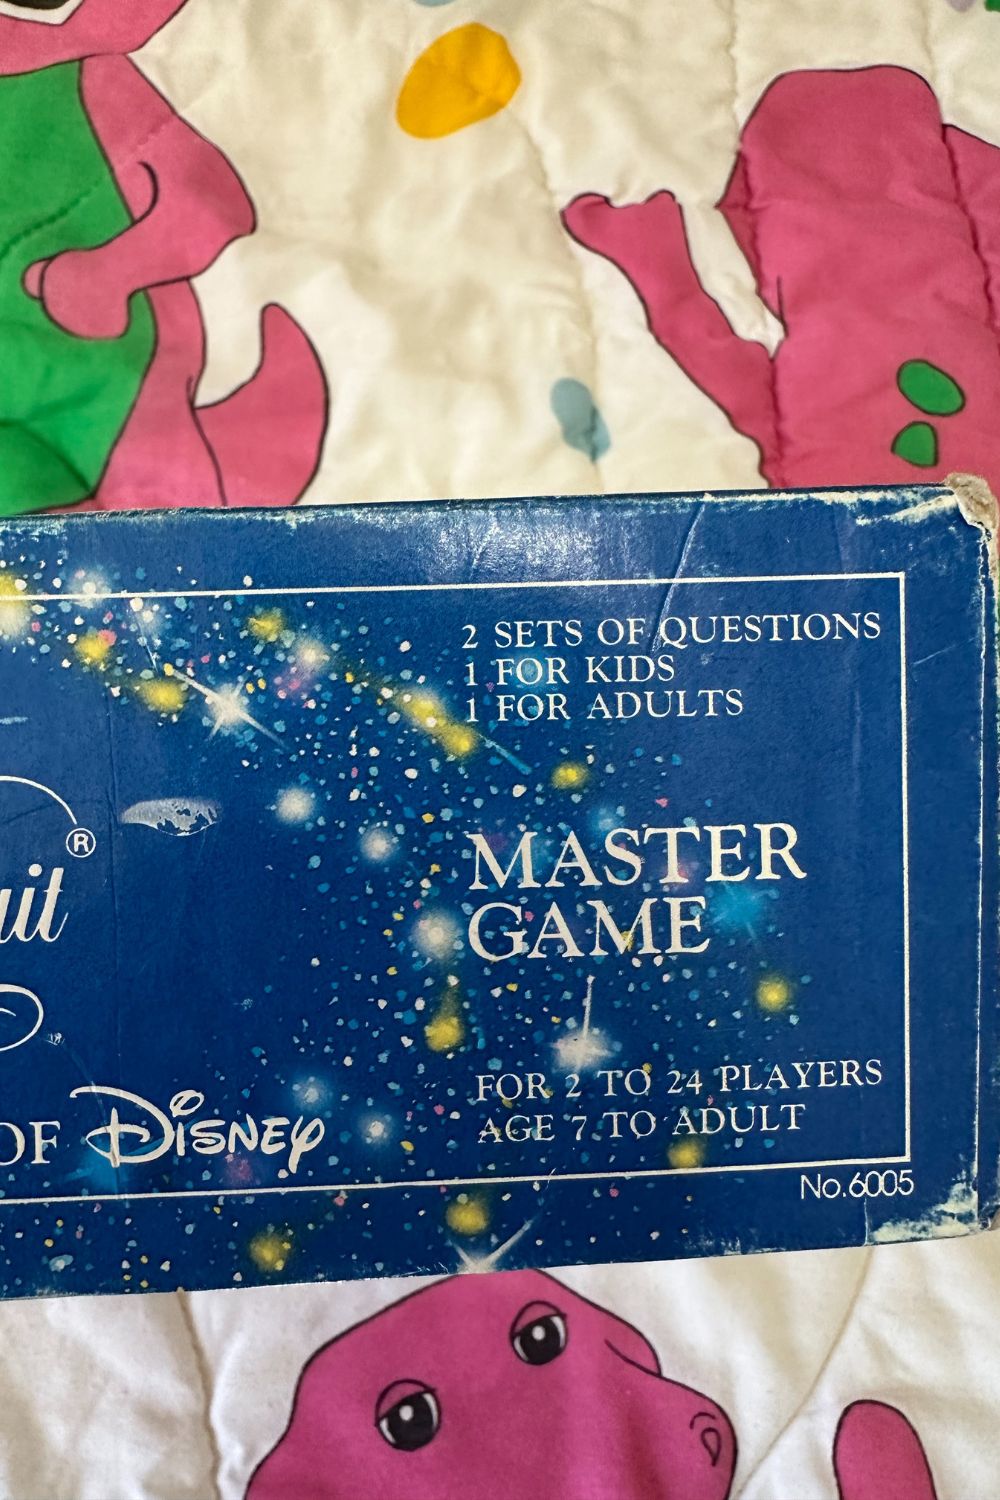 2 SETS OF QUESTIONS
1 FOR KIDS
1 FOR ADULTS
®
uit
MASTER
GAME
OF DISNEY
FOR 2 TO 24 PLAYERS
AGE 7 TO ADULT
No.6005